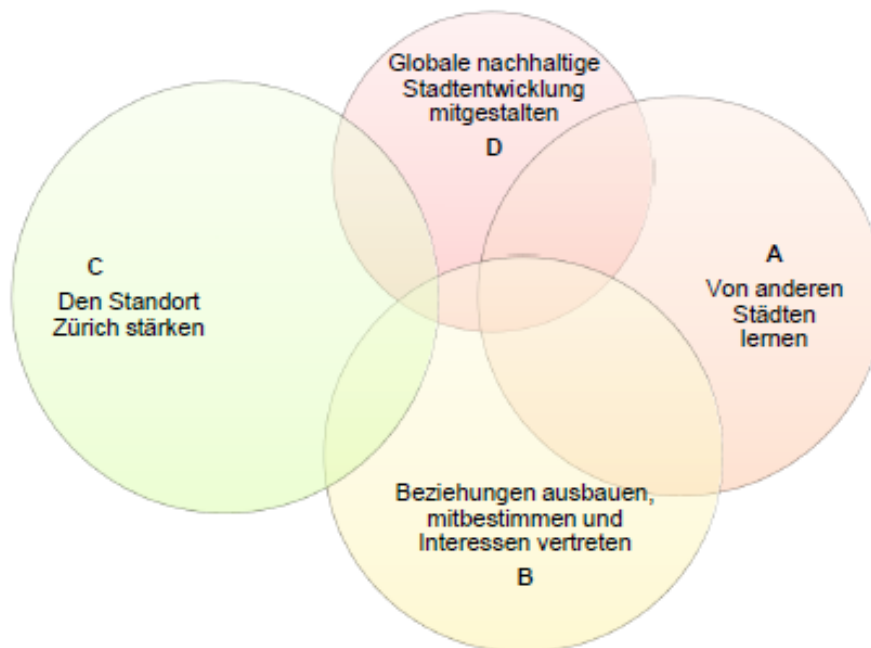 Globale nachhaltige
Stadtentwicklung
mitgestalten
D
A
Von anderen
Städten
lernen
C
Den Standort
Zürich stärken
Beziehungen ausbauen,
mitbestimmen und
Interessen vertreten
B